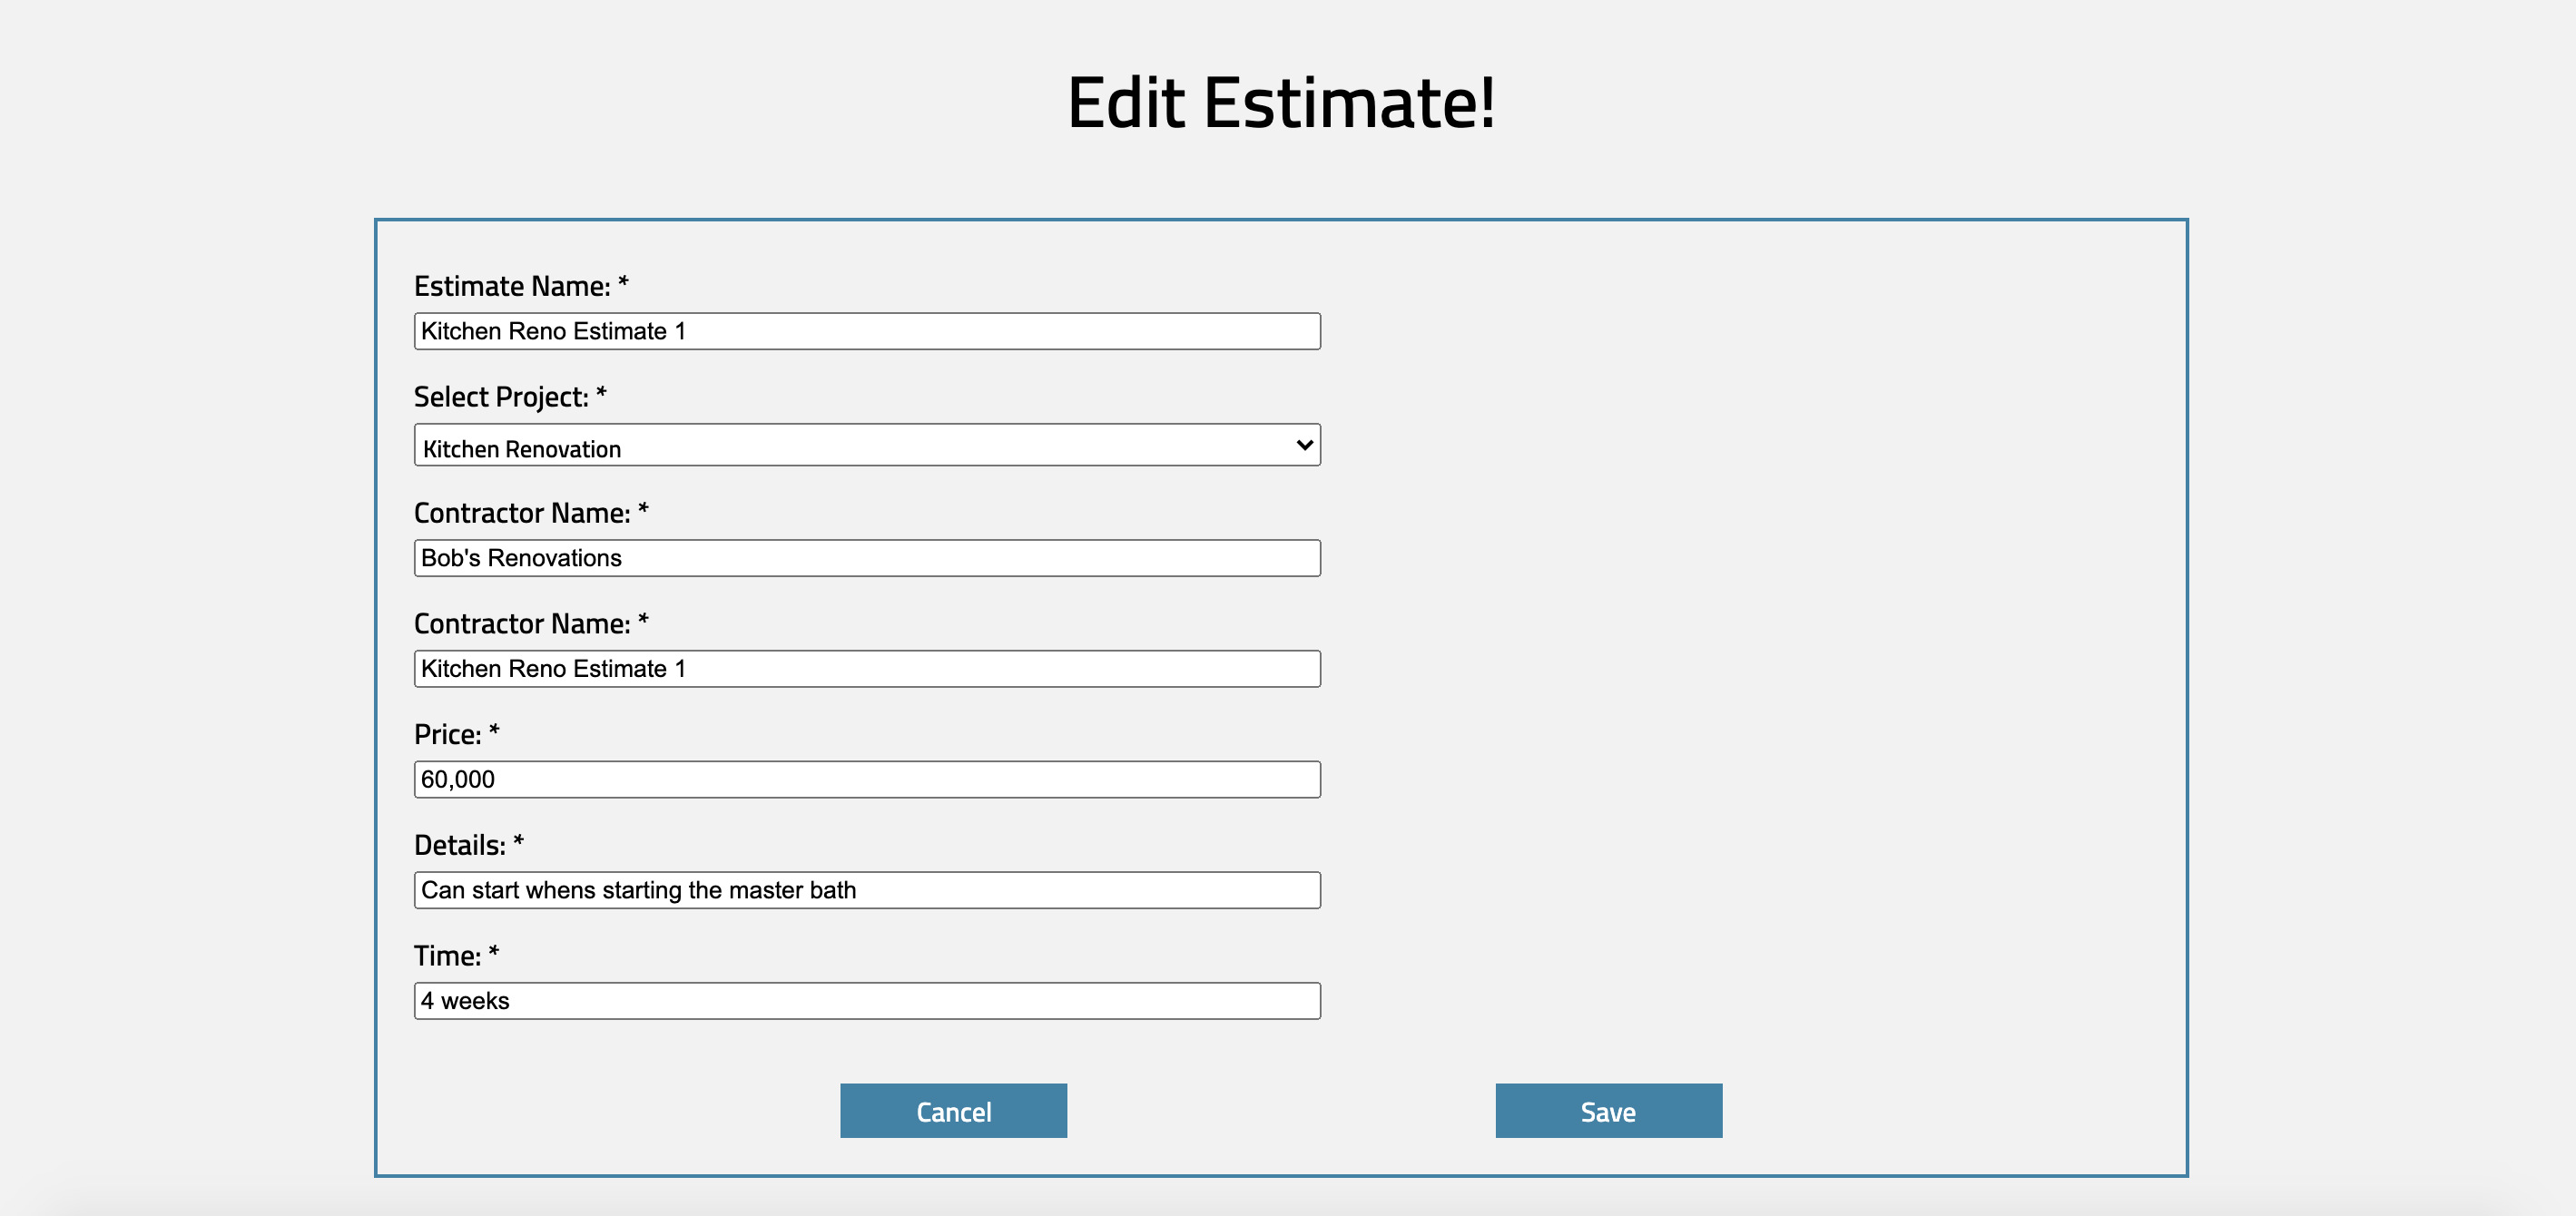 Edit Estimate!
Estimate Name: *
Kitchen Reno Estimate 1
Select Project: *
Kitchen Renovation
Contractor Name: *
Bob's Renovations
Contractor Name: *
Kitchen Reno Estimate 1
Price: *
60,000
Details: *
Can start whens starting the master bath
Time: *
4 weeks
Cancel
Save